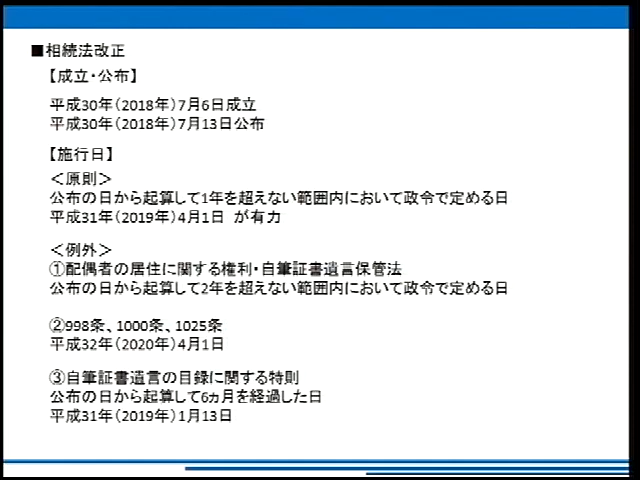 ■相続法改正
【成立・公布】
平成30年（2018年）7月6日成立
平成30年（2018年）7月13日公布
【施行日】
＜原則＞
公布の日から起算して1年を超えない範囲内において政令で定める日
平成31年（2019年）4月1日 が有力
＜例外＞
①配偶者の居住に関する権利・自筆証書遺言保管法
公布の日から起算して2年を超えない範囲内において政令で定める日
②998条、1000条、1025条
平成32年（2020年）4月1日
③自筆証書遺言の目録に関する特則
公布の日から起算して6ヵ月を経過した日
平成31年（2019年）1月13日